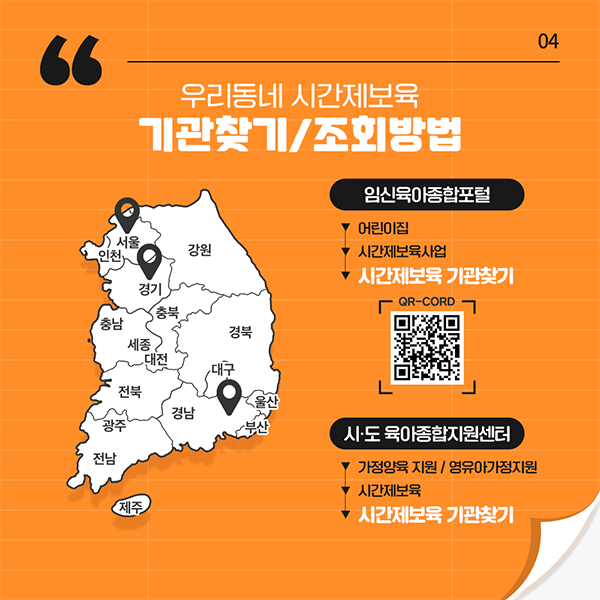 04
우리동네 시간제보육
기관찾기/조회방법
임신육아종합포털
어린이집
시간제보육사업
시간제보육 기관찾기
QR-CORD
시·도 육아종합지원센터
가정양육 지원 / 영유아가정지원
시간제보육
시간제보육 기관찾기
서울
인천
강원
경기
충북
충남
세종
대전
경북
대구
전북
울산
경남
부산
광주
전남
제주